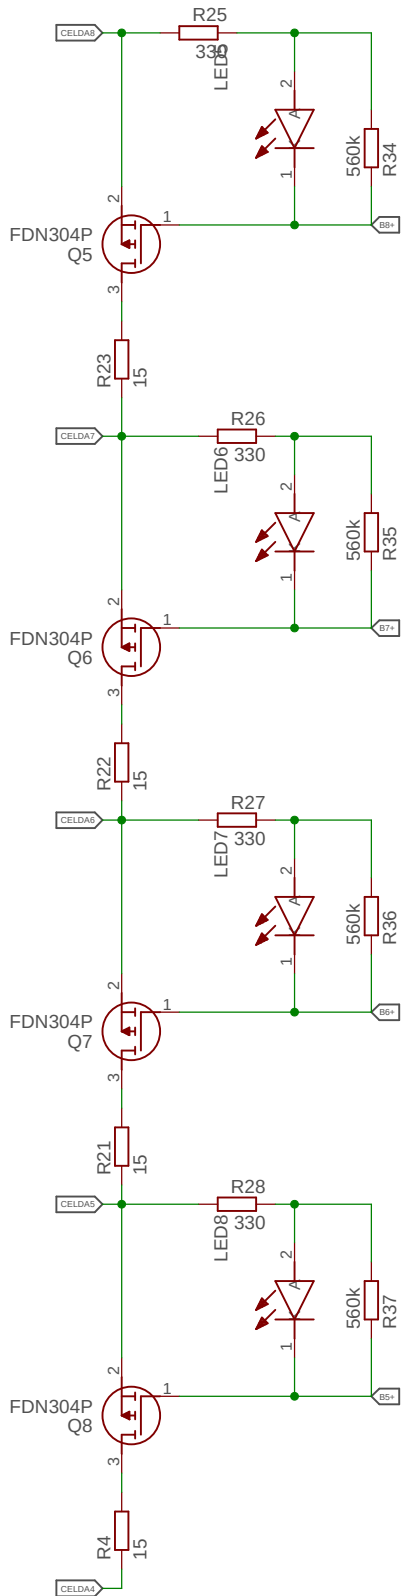 R25
CELDA8
330
LED5
2
A
1
560k
R34
2
1
B8+
FDN304P
Q5
3
R23
15
R26
CELDA7
330
LED6
2
A
1
560k
R35
2
1
B7+
FDN304P
Q6
3
R22
15
R27
CELDA6
330
LED7
2
A
1
560k
R36
2
1
B6+
FDN304P
Q7
3
R21
15
R28
CELDA5
330
LED8
2
A
1
560k
R37
2
1
B5+
FDN304P
Q8
3
R4
15
CELDA4